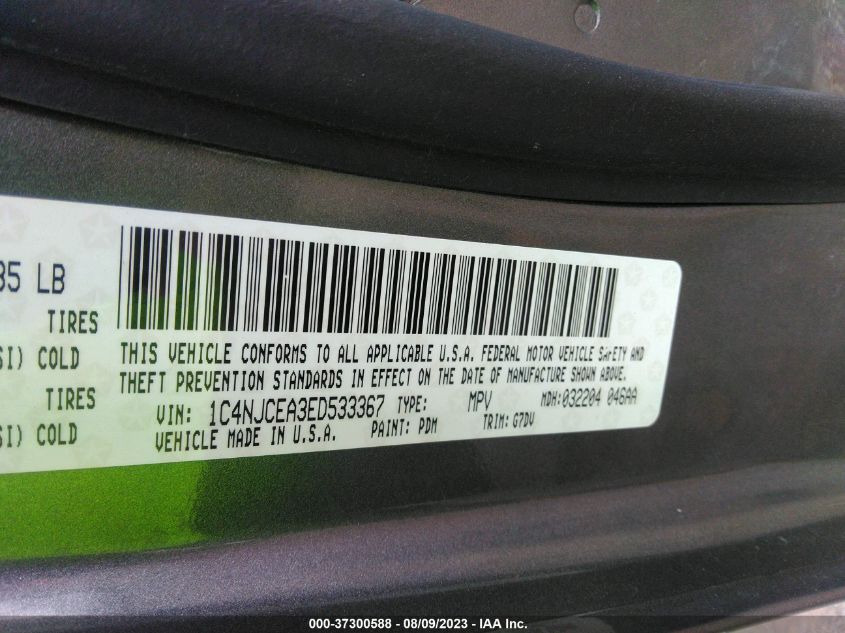 35 LB
TIRES
SI) COLD
TIRES
SI) COLD
THIS VEHICLE CONFORMS TO ALL APPLICABLE U.S.A. FEDERAL MOTOR VEHICLE SAFETY AND
THEFT PREVENTION STANDARDS IN EFFECT ON THE DATE OF MANUFACTURE SHOWN ABOVE.
VIN: 1C4NJCEA3ED533367 TYPE: MPV MDH:032204 046AA
VEHICLE MADE IN U.S.A. PAINT: PDM TRIM: G7DV
000-37300588 - 08/09/2023 - IAA Inc.